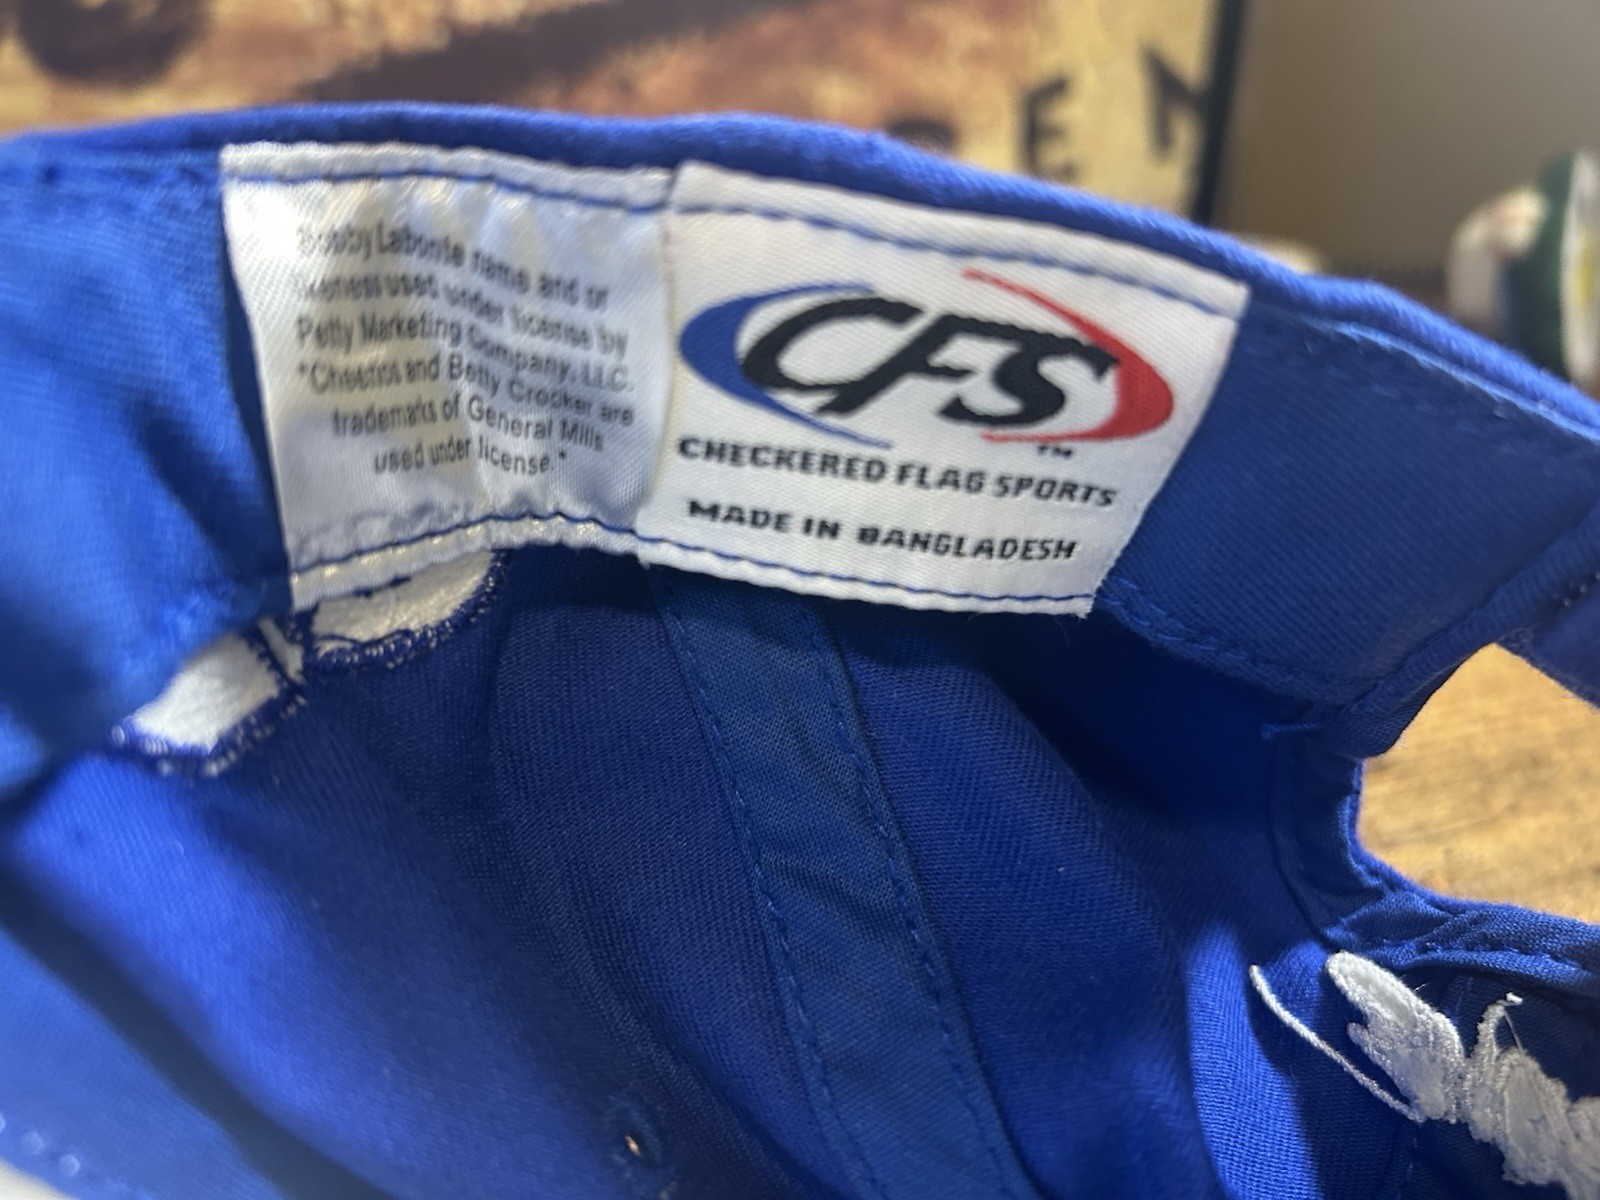 Bobby Labonte name and or
likeness used under license by
Petty Marketing Company, LLC.
"Cheerios and Betty Crocker are
trademarks of General Mills
used under license."
CFS
TM
CHECKERED FLAG SPORTS
MADE IN BANGLADESH
E N